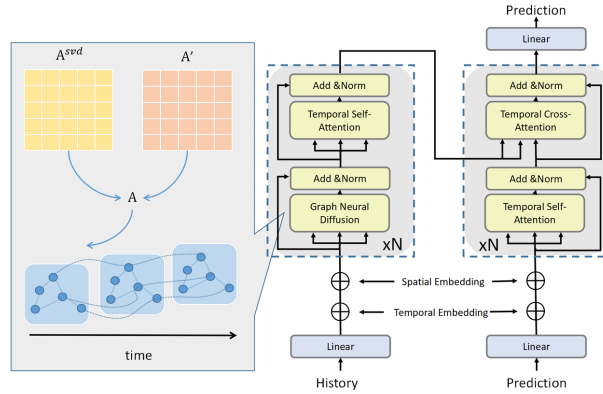 A^{svd}
A′
A
time
Add &Norm
xN
Temporal Self-
Attention
Add &Norm
Graph Neural
Diffusion
xN
Linear
History
Prediction
Linear
Add &Norm
Temporal Cross-
Attention
Add &Norm
Temporal Self-
Attention
xN
Spatial Embedding
Temporal Embedding
Linear
Prediction